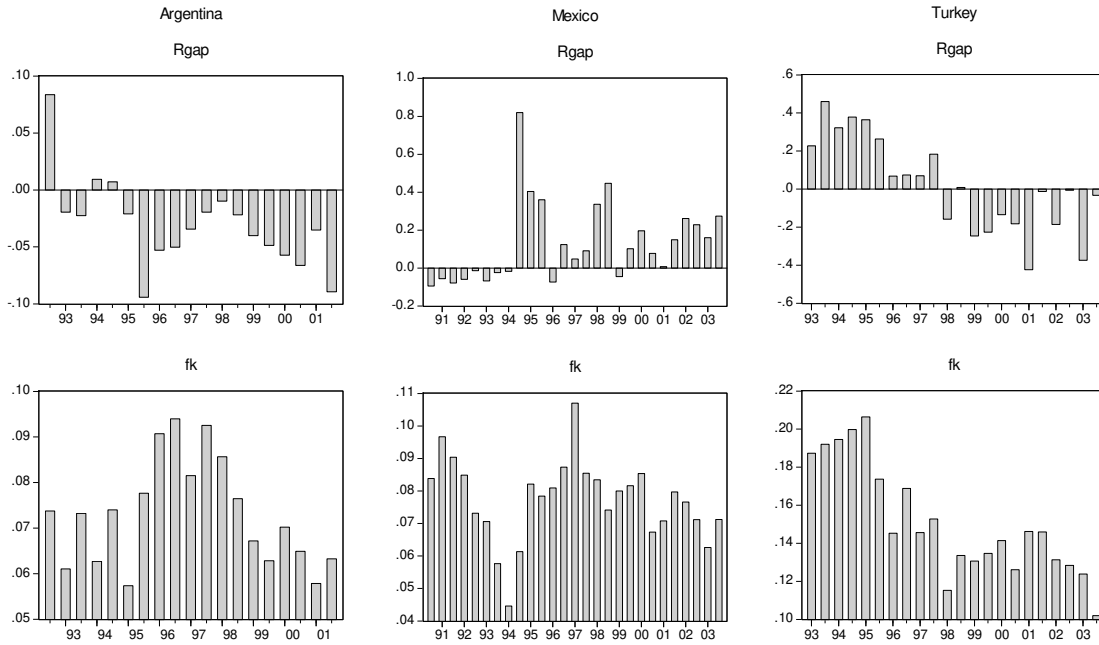 Argentina
Rgap
.10
.05
.00
-.05
-.10
93 94 95 96 97 98 99 00 01
fk
.10
.09
.08
.07
.06
.05
93 94 95 96 97 98 99 00 01
Mexico
Rgap
1.0
0.8
0.6
0.4
0.2
0.0
-0.2
91 92 93 94 95 96 97 98 99 00 01 02 03
fk
.11
.10
.09
.08
.07
.06
.05
.04
91 92 93 94 95 96 97 98 99 00 01 02 03
Turkey
Rgap
.6
.4
.2
.0
-.2
-.4
-.6
93 94 95 96 97 98 99 00 01 02 03
fk
.22
.20
.18
.16
.14
.12
.10
93 94 95 96 97 98 99 00 01 02 03